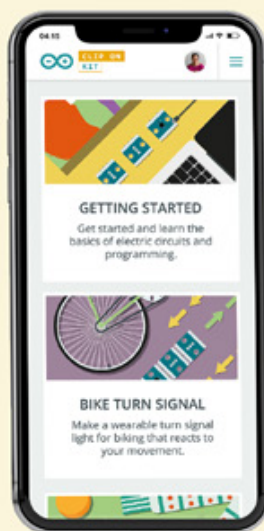 04:15
CLIP ON
KIT
GETTING STARTED
Get started and learn the
basics of electric circuits and
programming.
BIKE TURN SIGNAL
Make a wearable turn signal
light for biking that reacts to
your movement.